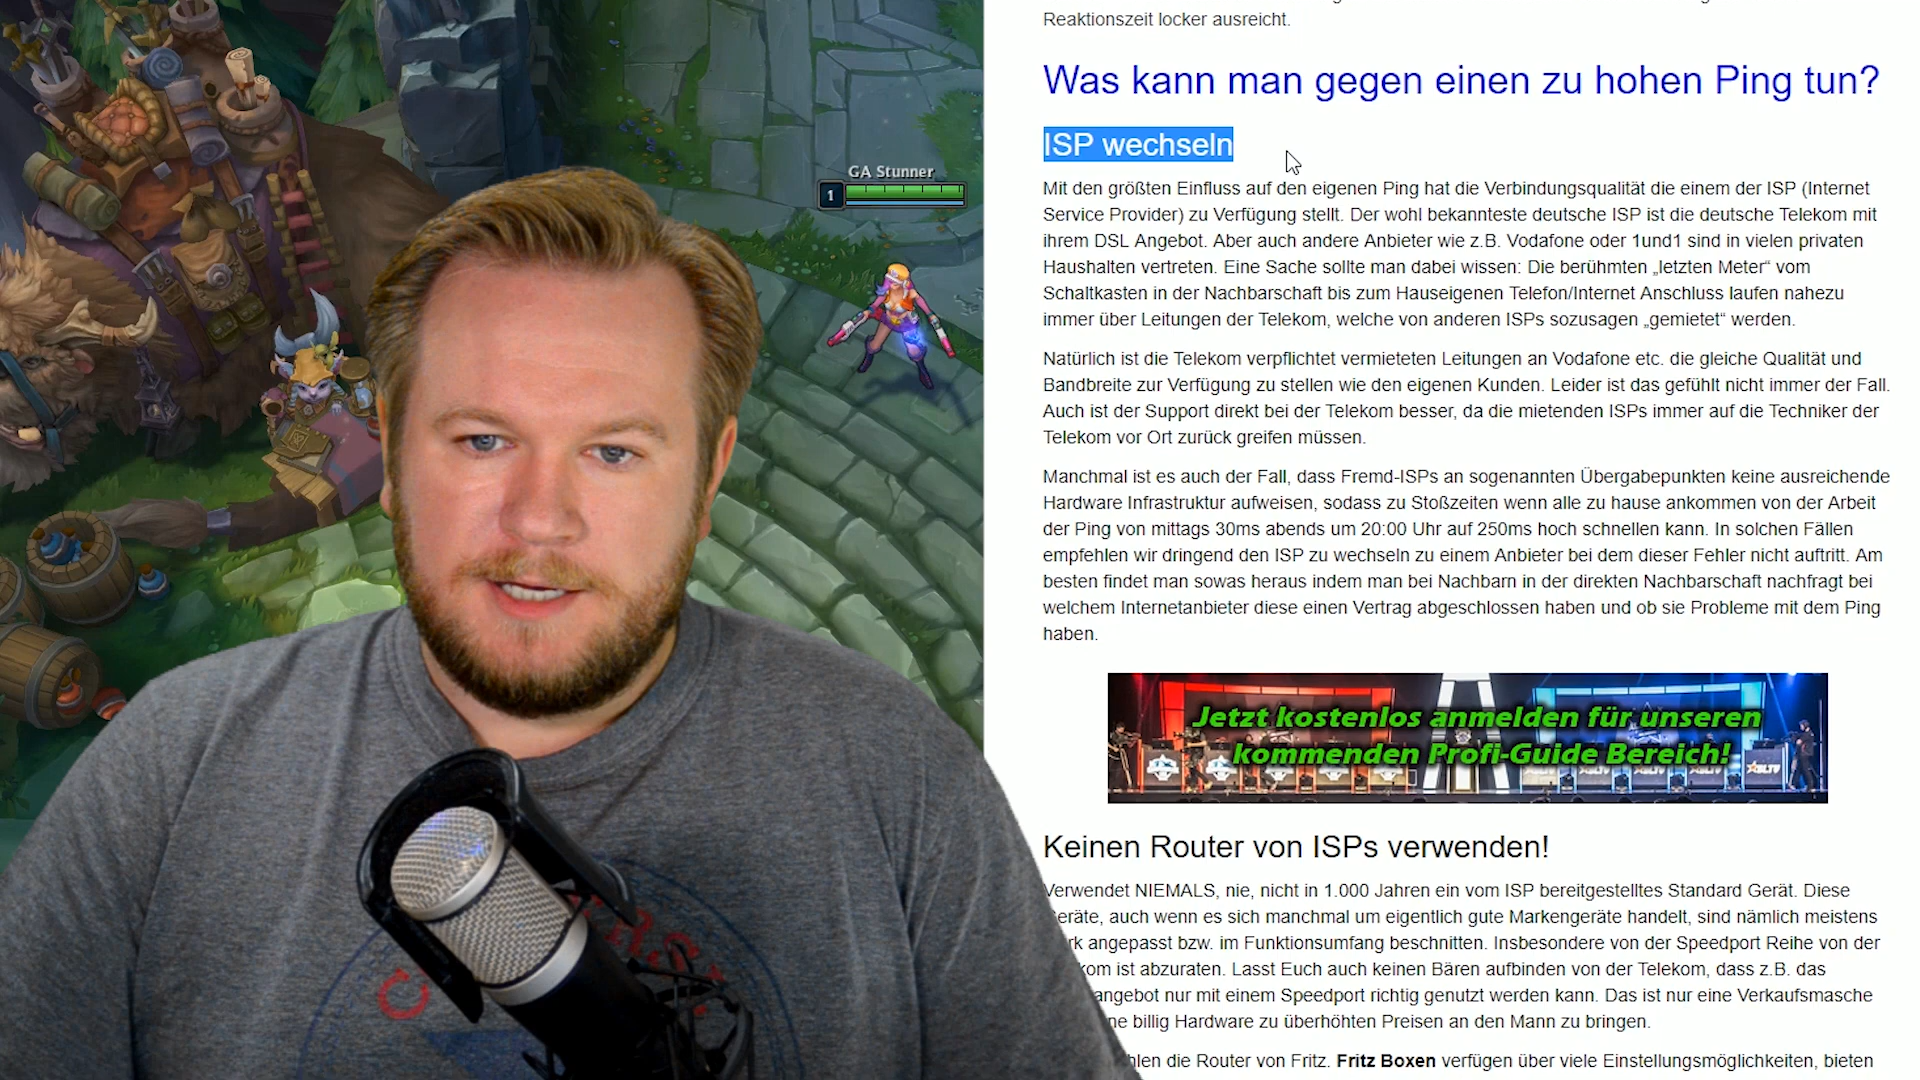 Reaktionszeit locker ausreicht.
Was kann man gegen einen zu hohen Ping tun?
ISP wechseln
Mit den größten Einfluss auf den eigenen Ping hat die Verbindungsqualität die einem der ISP (Internet
Service Provider) zu Verfügung stellt. Der wohl bekannteste deutsche ISP ist die deutsche Telekom mit
ihrem DSL Angebot. Aber auch andere Anbieter wie z.B. Vodafone oder 1und1 sind in vielen privaten
Haushalten vertreten. Eine Sache sollte man dabei wissen: Die berühmten „letzten Meter“ vom
Schaltkasten in der Nachbarschaft bis zum Hauseigenen Telefon/Internet Anschluss laufen nahezu
immer über Leitungen der Telekom, welche von anderen ISPs sozusagen „gemietet“ werden.
Natürlich ist die Telekom verpflichtet vermieteten Leitungen an Vodafone etc. die gleiche Qualität und
Bandbreite zur Verfügung zu stellen wie den eigenen Kunden. Leider ist das gefühlt nicht immer der Fall.
Auch ist der Support direkt bei der Telekom besser, da die mietenden ISPs immer auf die Techniker der
Telekom vor Ort zurück greifen müssen.
Manchmal ist es auch der Fall, dass Fremd-ISPs an sogenannten Übergabepunkten keine ausreichende
Hardware Infrastruktur aufweisen, sodass zu Stoßzeiten wenn alle zu hause ankommen von der Arbeit
der Ping von mittags 30ms abends um 20:00 Uhr auf 250ms hoch schnellen kann. In solchen Fällen
empfehlen wir dringend den ISP zu wechseln zu einem Anbieter bei dem dieser Fehler nicht auftritt. Am
besten findet man sowas heraus indem man bei Nachbarn in der direkten Nachbarschaft nachfragt bei
welchem Internetanbieter diese einen Vertrag abgeschlossen haben und ob sie Probleme mit dem Ping
haben.
Jetzt kostenlos anmelden für unseren
kommenden Profi-Guide Bereich!
Keinen Router von ISPs verwenden!
Verwendet NIEMALS, nie, nicht in 1.000 Jahren ein vom ISP bereitgestelltes Standard Gerät. Diese
eräte, auch wenn es sich manchmal um eigentlich gute Markengeräte handelt, sind nämlich meistens
rk angepasst bzw. im Funktionsumfang beschnitten. Insbesondere von der Speedport Reihe von der
kom ist abzuraten. Lasst Euch auch keinen Bären aufbinden von der Telekom, dass z.B. das
angebot nur mit einem Speedport richtig genutzt werden kann. Das ist nur eine Verkaufsmasche
ne billig Hardware zu überhöhten Preisen an den Mann zu bringen.
hlen die Router von Fritz. Fritz Boxen verfügen über viele Einstellungsmöglichkeiten, bieten
GA Stunner
1